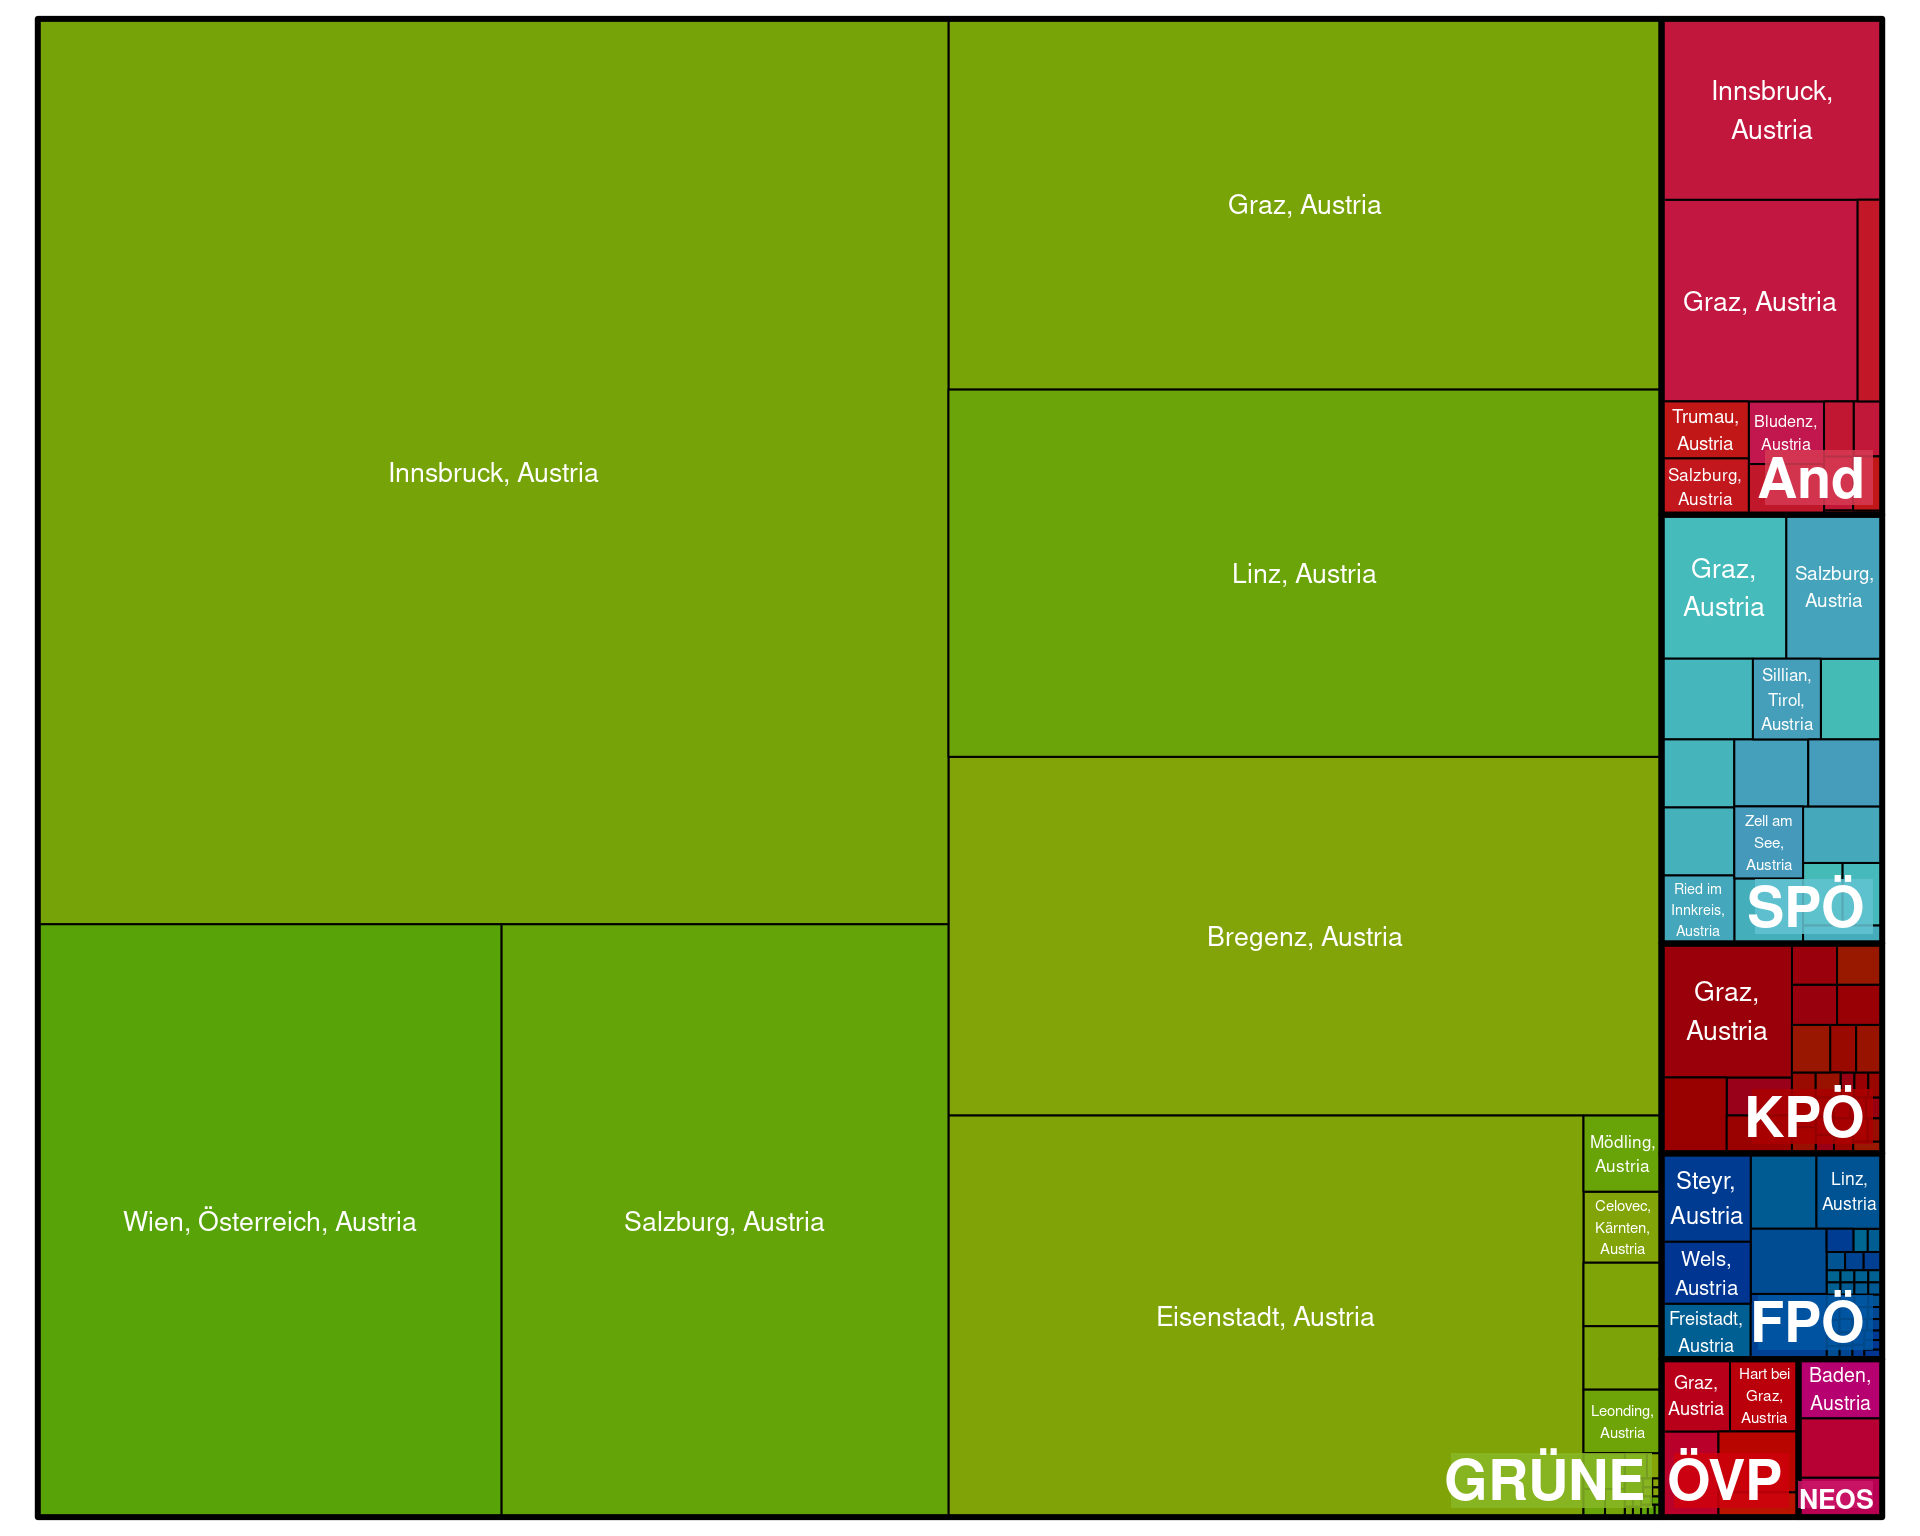 Innsbruck, Austria
Wien, Österreich, Austria
Salzburg, Austria
Graz, Austria
Linz, Austria
Bregenz, Austria
Eisenstadt, Austria
Mödling,
Austria
Celovec,
Kärnten,
Austria
Leonding,
Austria
GRÜNE
Innsbruck,
Austria
Graz, Austria
Trumau,
Austria
Salzburg,
Austria
Bludenz,
Austria
And
Graz,
Austria
Salzburg,
Austria
Sillian,
Tirol,
Austria
Zell am
See,
Austria
Ried im
Innkreis,
Austria
SPÖ
Graz,
Austria
KPÖ
Steyr,
Austria
Linz,
Austria
Wels,
Austria
Freistadt,
Austria
FPÖ
Graz,
Austria
Hart bei
Graz,
Austria
ÖVP
Baden,
Austria
NEOS